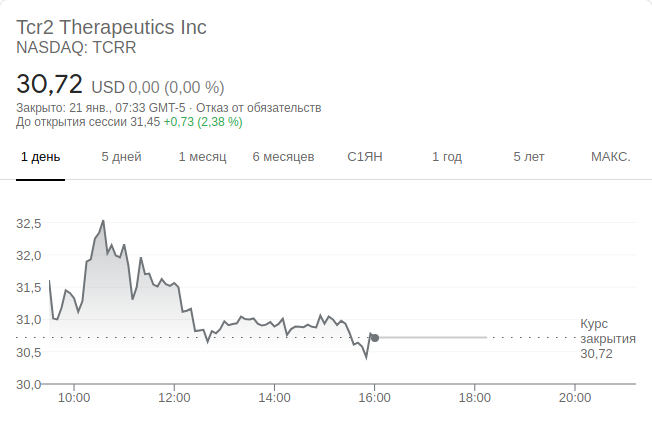 Tcr2 Therapeutics Inc
NASDAQ: TCRR
30,72 USD 0,00 (0,00 %)
Закрыто: 21 янв., 07:33 GMT-5 · Отказ от обязательств
До открытия сессии 31,45 +0,73 (2,38 %)
1 день 5 дней 1 месяц 6 месяцев С1ЯН 1 год 5 лет МАКС.
32,5
32,0
31,5
31,0
30,5
30,0
Курс
закрытия
30,72
10:00 12:00 14:00 16:00 18:00 20:00